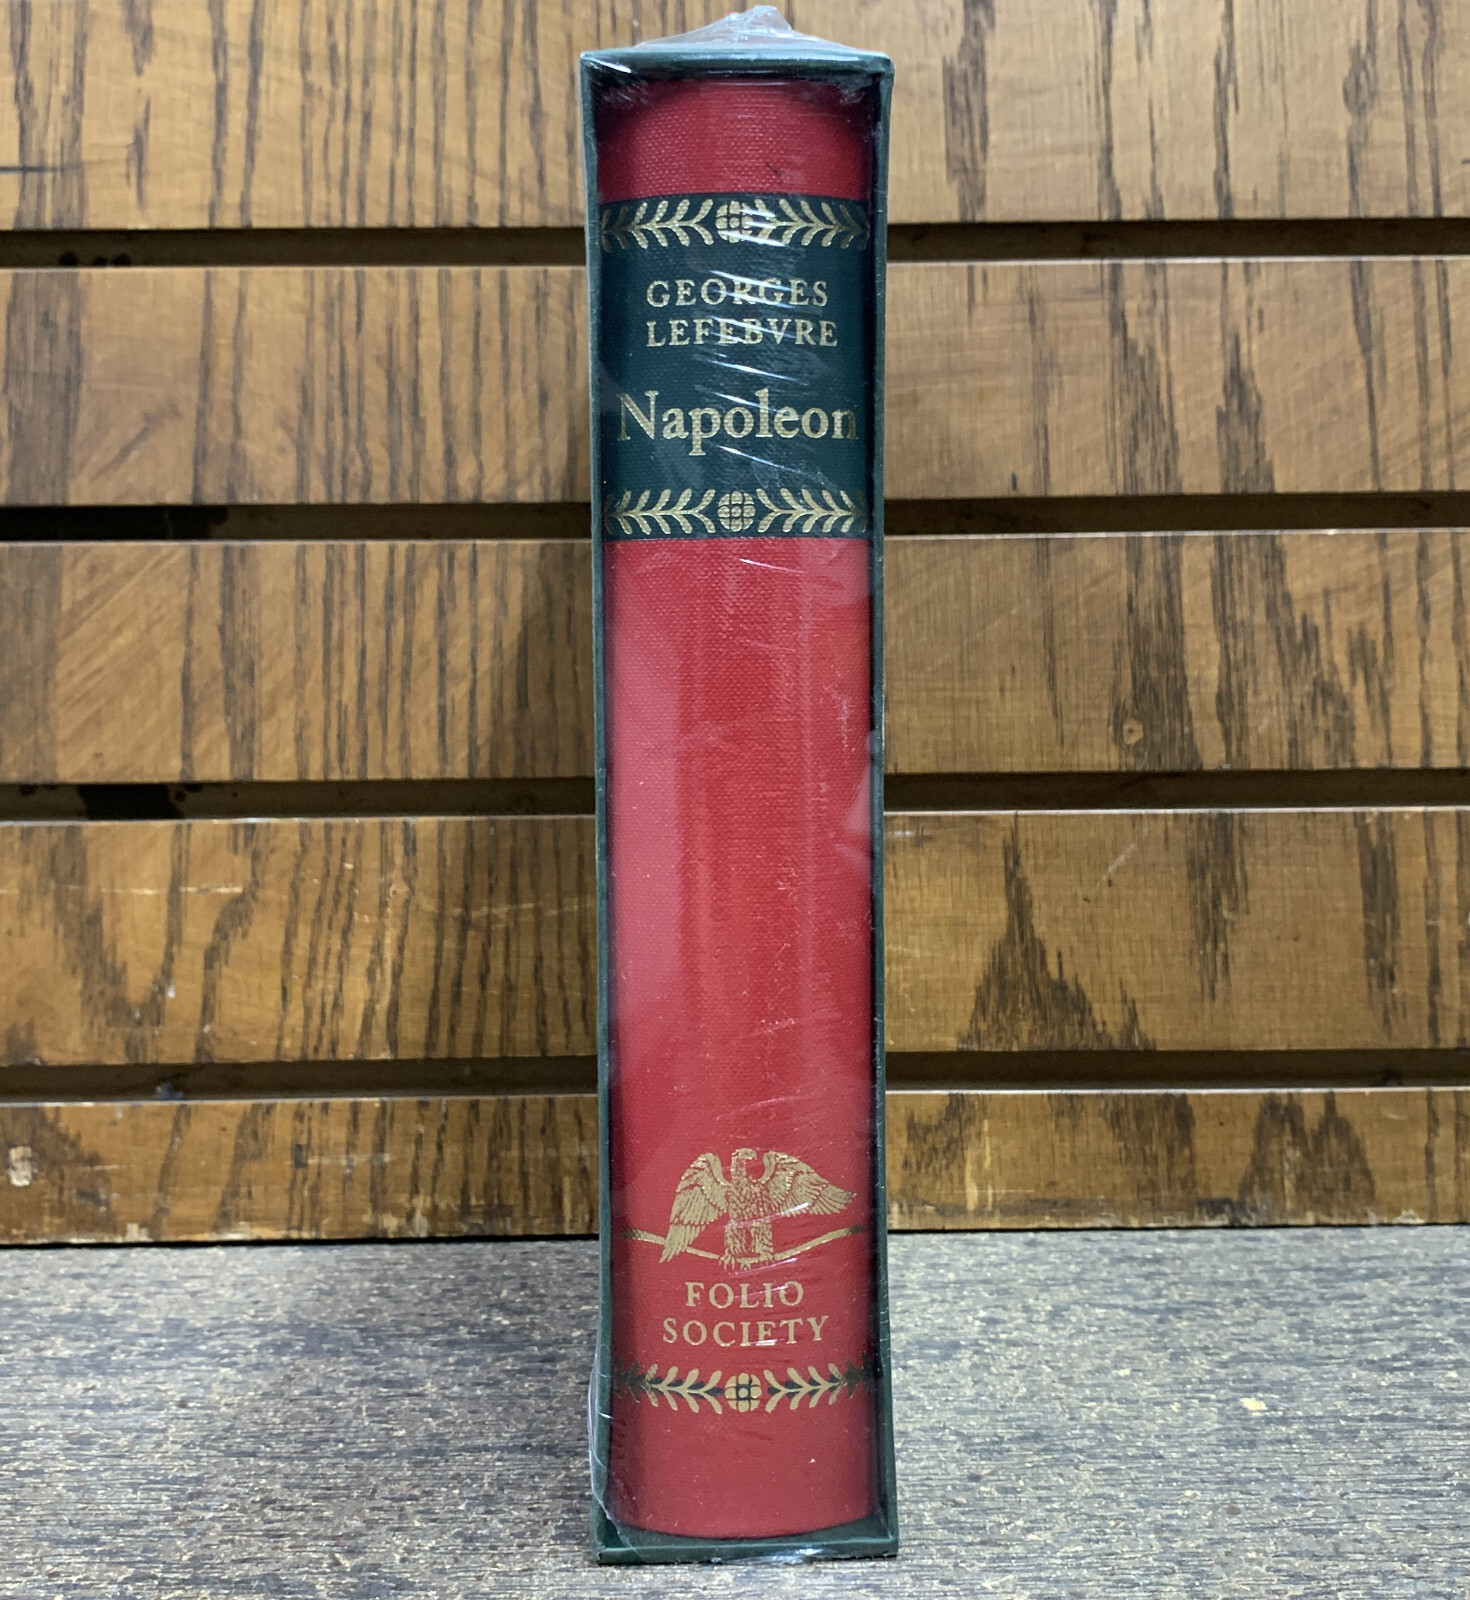 GEORGES
LEFEBVRE
Napoleon
FOLIO
SOCIETY